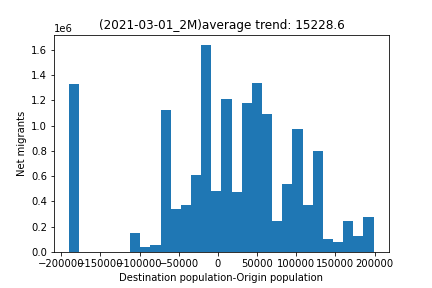 (2021-03-01_2M)average trend: 15228.6
1e6
Net migrants
1.6
1.4
1.2
1.0
0.8
0.6
0.4
0.2
0.0
−200000 −150000 −100000 −50000 0 50000 100000 150000 200000
Destination population-Origin population